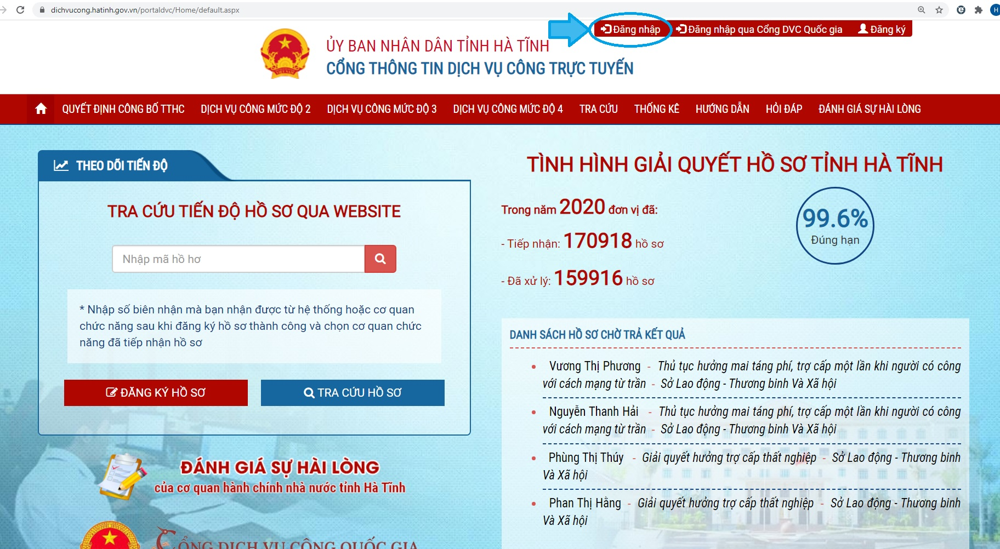 dichvucong.hatinh.gov.vn/portaldvc/Home/default.aspx
H
Đăng nhập
Đăng nhập qua Cổng DVC Quốc gia
Đăng ký
ỦY BAN NHÂN DÂN TỈNH HÀ TĨNH
CỔNG THÔNG TIN DỊCH VỤ CÔNG TRỰC TUYẾN
QUYẾT ĐỊNH CÔNG BỐ TTHC DỊCH VỤ CÔNG MỨC ĐỘ 2 DỊCH VỤ CÔNG MỨC ĐỘ 3 DỊCH VỤ CÔNG MỨC ĐỘ 4 TRA CỨU THỐNG KÊ HƯỚNG DẪN HỎI ĐÁP ĐÁNH GIÁ SỰ HÀI LÒNG
THEO DÕI TIẾN ĐỘ
TRA CỨU TIẾN ĐỘ HỒ SƠ QUA WEBSITE
Nhập mã hồ hơ
* Nhập số biên nhận mà bạn nhận được từ hệ thống hoặc cơ quan
chức năng sau khi đăng ký hồ sơ thành công và chọn cơ quan chức
năng đã tiếp nhận hồ sơ
ĐĂNG KÝ HỒ SƠ
TRA CỨU HỒ SƠ
ĐÁNH GIÁ SỰ HÀI LÒNG
của cơ quan hành chính nhà nước tỉnh Hà Tĩnh
CỔNG DỊCH VỤ CÔNG QUỐC GIA
TÌNH HÌNH GIẢI QUYẾT HỒ SƠ TỈNH HÀ TĨNH
Trong năm 2020 đơn vị đã:
- Tiếp nhận: 170918 hồ sơ
- Đã xử lý: 159916 hồ sơ
99.6%
Đúng hạn
DANH SÁCH HỒ SƠ CHỜ TRẢ KẾT QUẢ
Vương Thị Phương - Thủ tục hưởng mai táng phí, trợ cấp một lần khi người có công
với cách mạng từ trần - Sở Lao động - Thương binh Và Xã hội
Nguyễn Thanh Hải - Thủ tục hưởng mai táng phí, trợ cấp một lần khi người có công
với cách mạng từ trần - Sở Lao động - Thương binh Và Xã hội
Phùng Thị Thúy - Giải quyết hưởng trợ cấp thất nghiệp - Sở Lao động - Thương binh
Và Xã hội
Phan Thị Hằng - Giải quyết hưởng trợ cấp thất nghiệp - Sở Lao động - Thương binh
Và Xã hội